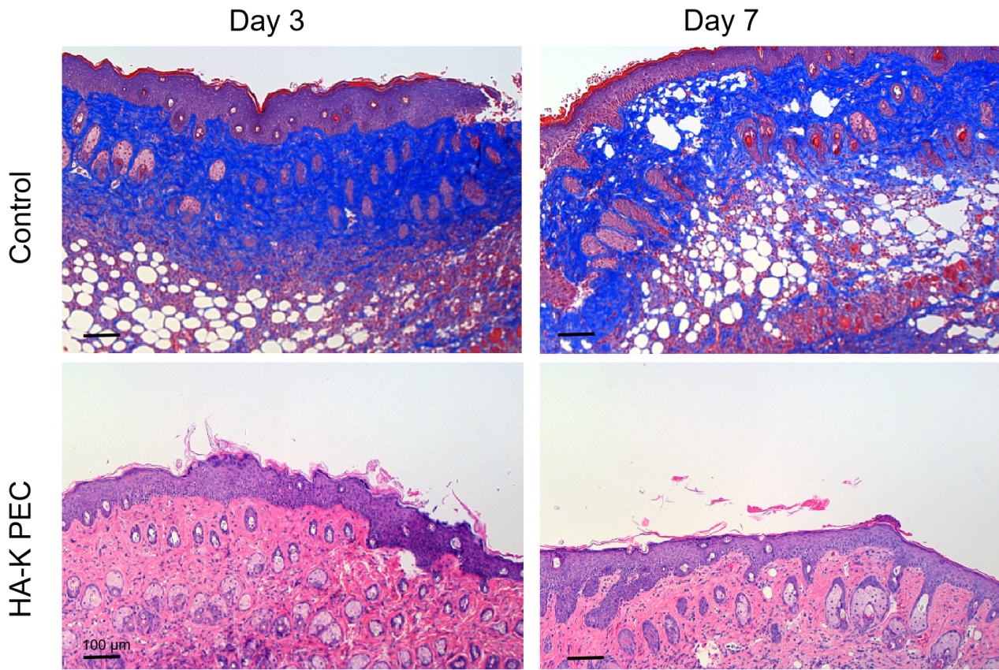 Day 3
Day 7
Control
HA-K PEC
100 µm